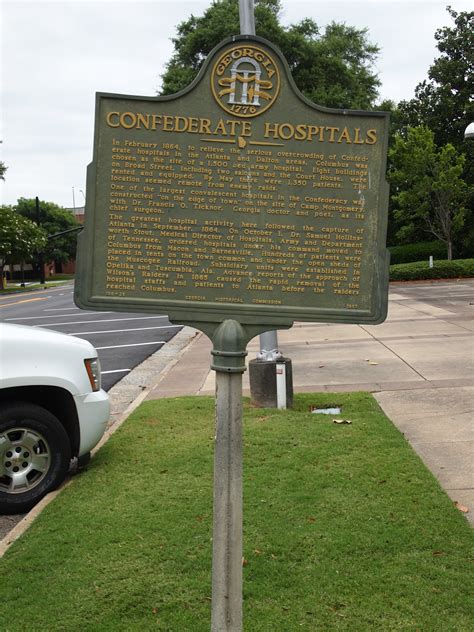 GEORGIA
1776
CONFEDERATE HOSPITALS
In February 1864, to relieve the serious overcrowding of Confed-
erate hospitals in the Atlanta and Dalton areas, Columbus was
chosen as the site of a 1,500 bed army hospital. Eight buildings
on Broad Street, including two saloons and the Court House, were
rented and equipped. By May there were 1,350 patients. The
location seemed remote from enemy raids.
One of the largest convalescent hospitals in the Confederacy was
constructed "on the edge of town" on the site of Camp Montgomery
with Dr. Francis O. Ticknor, Georgia doctor and poet, as its
chief surgeon.
The greatest hospital activity here followed the capture of
Atlanta in September, 1864. On October 1, Dr. Samuel Hollings-
worth Stout, Medical Director of Hospitals, Army and Department
of Tennessee, ordered hospitals under his command moved to
Columbus from Macon and Barnesville. Hundreds of patients were
placed in tents on the town common and under the open sheds of
the Muscogee Railroad. Subsidiary units were established in
Opelika and Tuscumbia, Ala. Advance reports of the approach of
Wilson's Raiders in 1865 caused the rapid removal of the
hospital staffs and patients to Atlanta before the raiders
reached Columbus.
GEORGIA HISTORICAL COMMISSION
1957